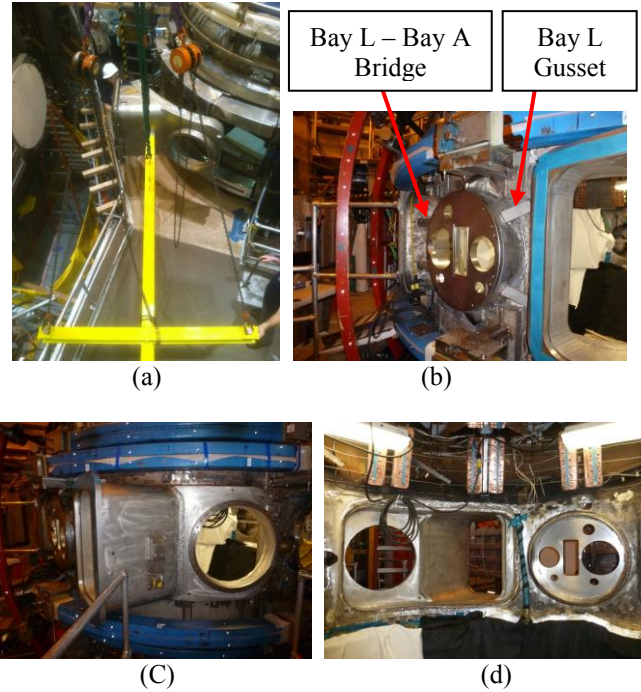 Bay L – Bay A
Bridge
Bay L
Gusset
(a)
(b)
(C)
(d)